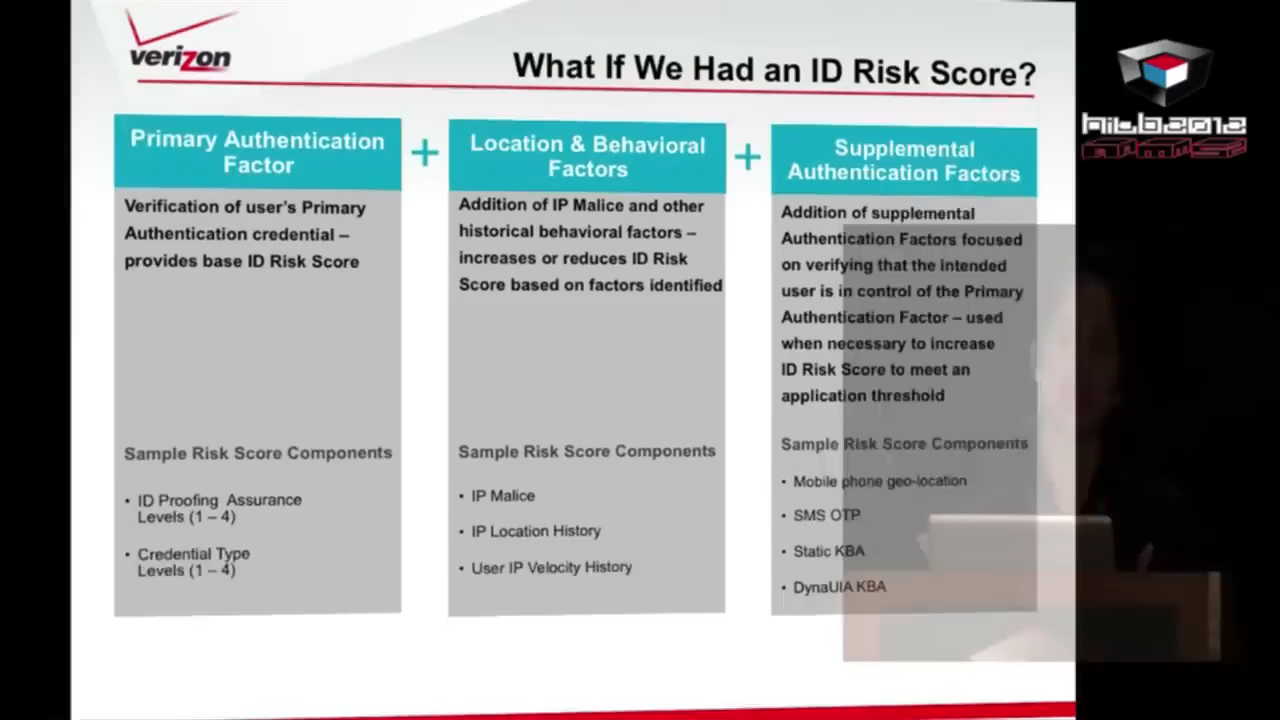 verizon
What If We Had an ID Risk Score?
Primary Authentication
Factor
+
Location & Behavioral
Factors
+
Supplemental
Authentication Factors
Verification of user's Primary
Authentication credential –
provides base ID Risk Score
Sample Risk Score Components
• ID Proofing Assurance
Levels (1 – 4)
• Credential Type
Levels (1 – 4)
Addition of IP Malice and other
historical behavioral factors –
increases or reduces ID Risk
Score based on factors identified
Sample Risk Score Components
• IP Malice
• IP Location History
• User IP Velocity History
Addition of supplemental
Authentication Factors focused
on verifying that the intended
user is in control of the Primary
Authentication Factor – used
when necessary to increase
ID Risk Score to meet an
application threshold
Sample Risk Score Components
• Mobile phone geo-location
• SMS OTP
• Static KBA
• DynaUIA KBA
hitb2012
ams